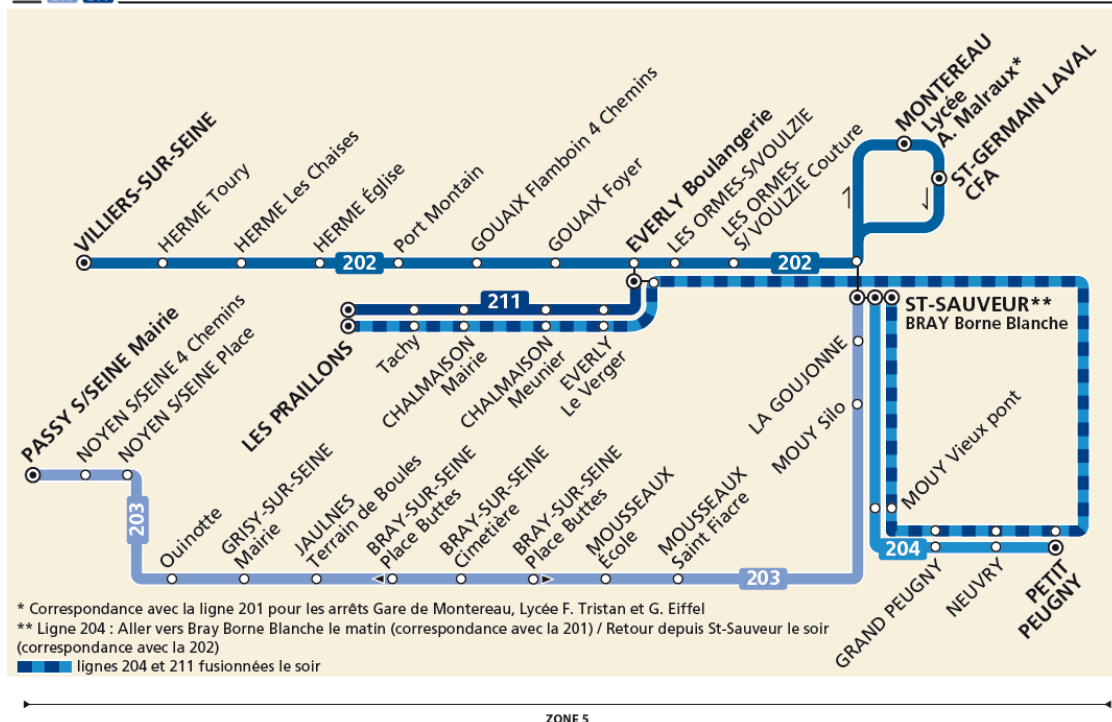 VILLIERS-SUR-SEINE
HERME Toury
HERME Les Chaises
HERME Église
Port Montain
GOUAIX Flamboin 4 Chemins
GOUAIX Foyer
EVERLY Boulangerie
LES ORMES-S/VOULZIE
LES ORMES-
S/ VOULZIE Couture
MONTEREAU
Lycée
A. Malraux*
ST-GERMAIN LAVAL
CFA
202
202
211
LES PRAILLONS
Tachy
CHALMAISON
Mairie
CHALMAISON
Meunier
EVERLY
Le Verger
ST-SAUVEUR**
BRAY Borne Blanche
PASSY S/SEINE Mairie
NOYEN S/SEINE 4 Chemins
NOYEN S/SEINE Place
203
Ouinotte
GRISY-SUR-SEINE
Mairie
JAULNES
Terrain de Boules
BRAY-SUR-SEINE
Place Buttes
BRAY-SUR-SEINE
Cimetière
BRAY-SUR-SEINE
Place Buttes
MOUSSEAUX
École
MOUSSEAUX
Saint Fiacre
203
LA GOUJONNE
MOUY Silo
MOUY Vieux pont
204
GRAND PEUGNY
NEUVRY
PETIT
PEUGNY
* Correspondance avec la ligne 201 pour les arrêts Gare de Montereau, Lycée F. Tristan et G. Eiffel
** Ligne 204 : Aller vers Bray Borne Blanche le matin (correspondance avec la 201) / Retour depuis St-Sauveur le soir
(correspondance avec la 202)
lignes 204 et 211 fusionnées le soir
ZONE 5